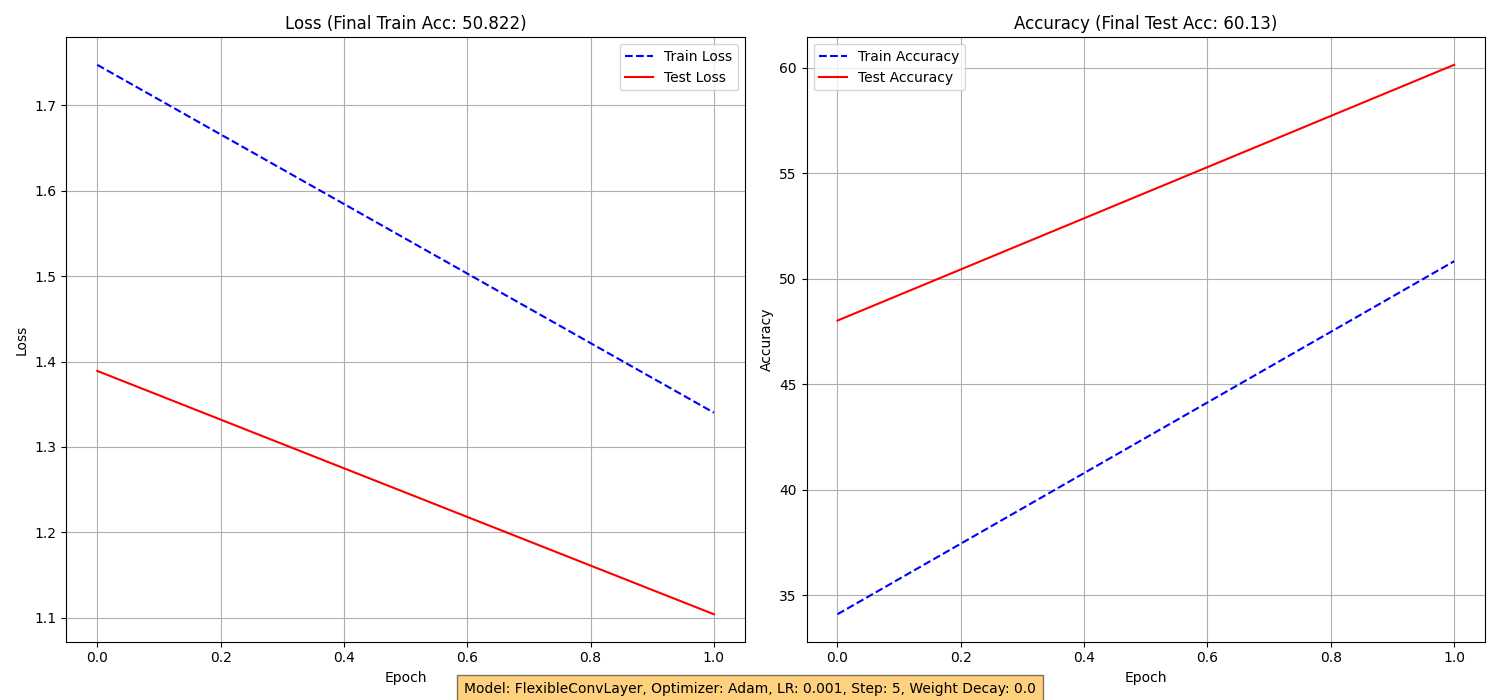 Loss (Final Train Acc: 50.822)
Train Loss
Test Loss
1.7
1.6
1.5
1.4
1.3
1.2
1.1
Loss
0.0 0.2 0.4 0.6 0.8 1.0
Epoch
Accuracy (Final Test Acc: 60.13)
Train Accuracy
Test Accuracy
60
55
50
45
40
35
Accuracy
0.0 0.2 0.4 0.6 0.8 1.0
Epoch
Model: FlexibleConvLayer, Optimizer: Adam, LR: 0.001, Step: 5, Weight Decay: 0.0